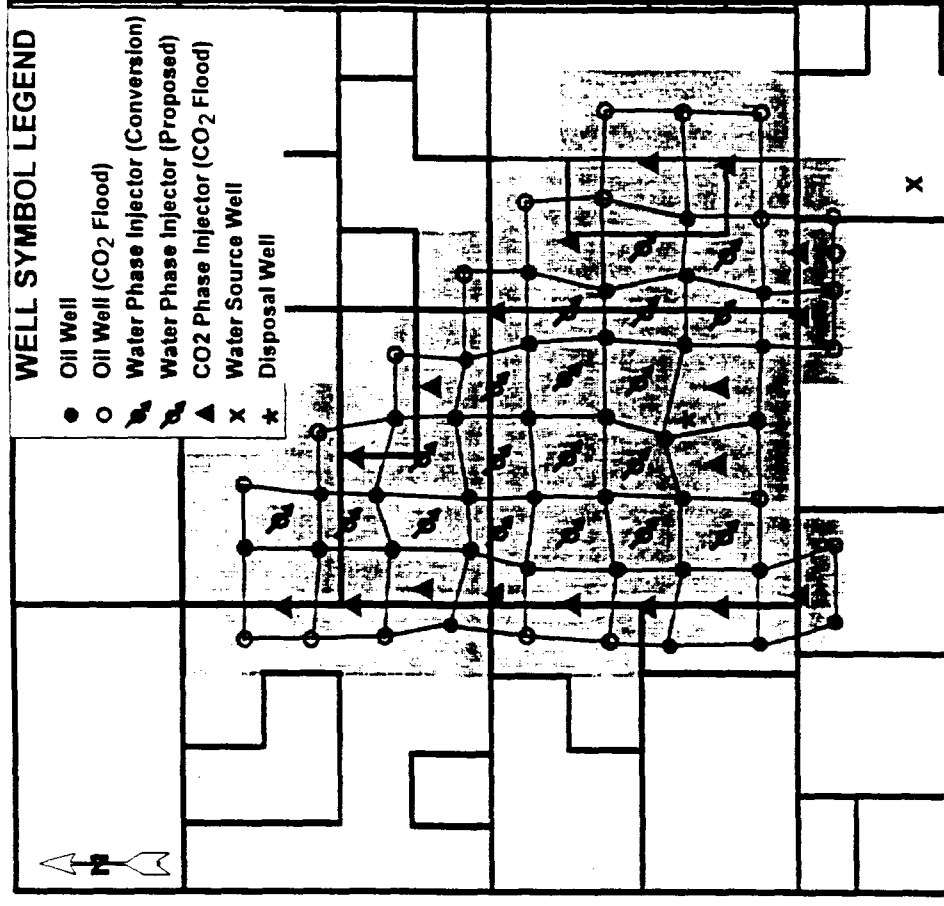 WELL SYMBOL LEGEND
Oil Well
Oil Well (CO2 Flood)
Water Phase Injector (Conversion)
Water Phase Injector (Proposed)
CO2 Phase Injector (CO2 Flood)
x Water Source Well
* Disposal Well
N
*
x